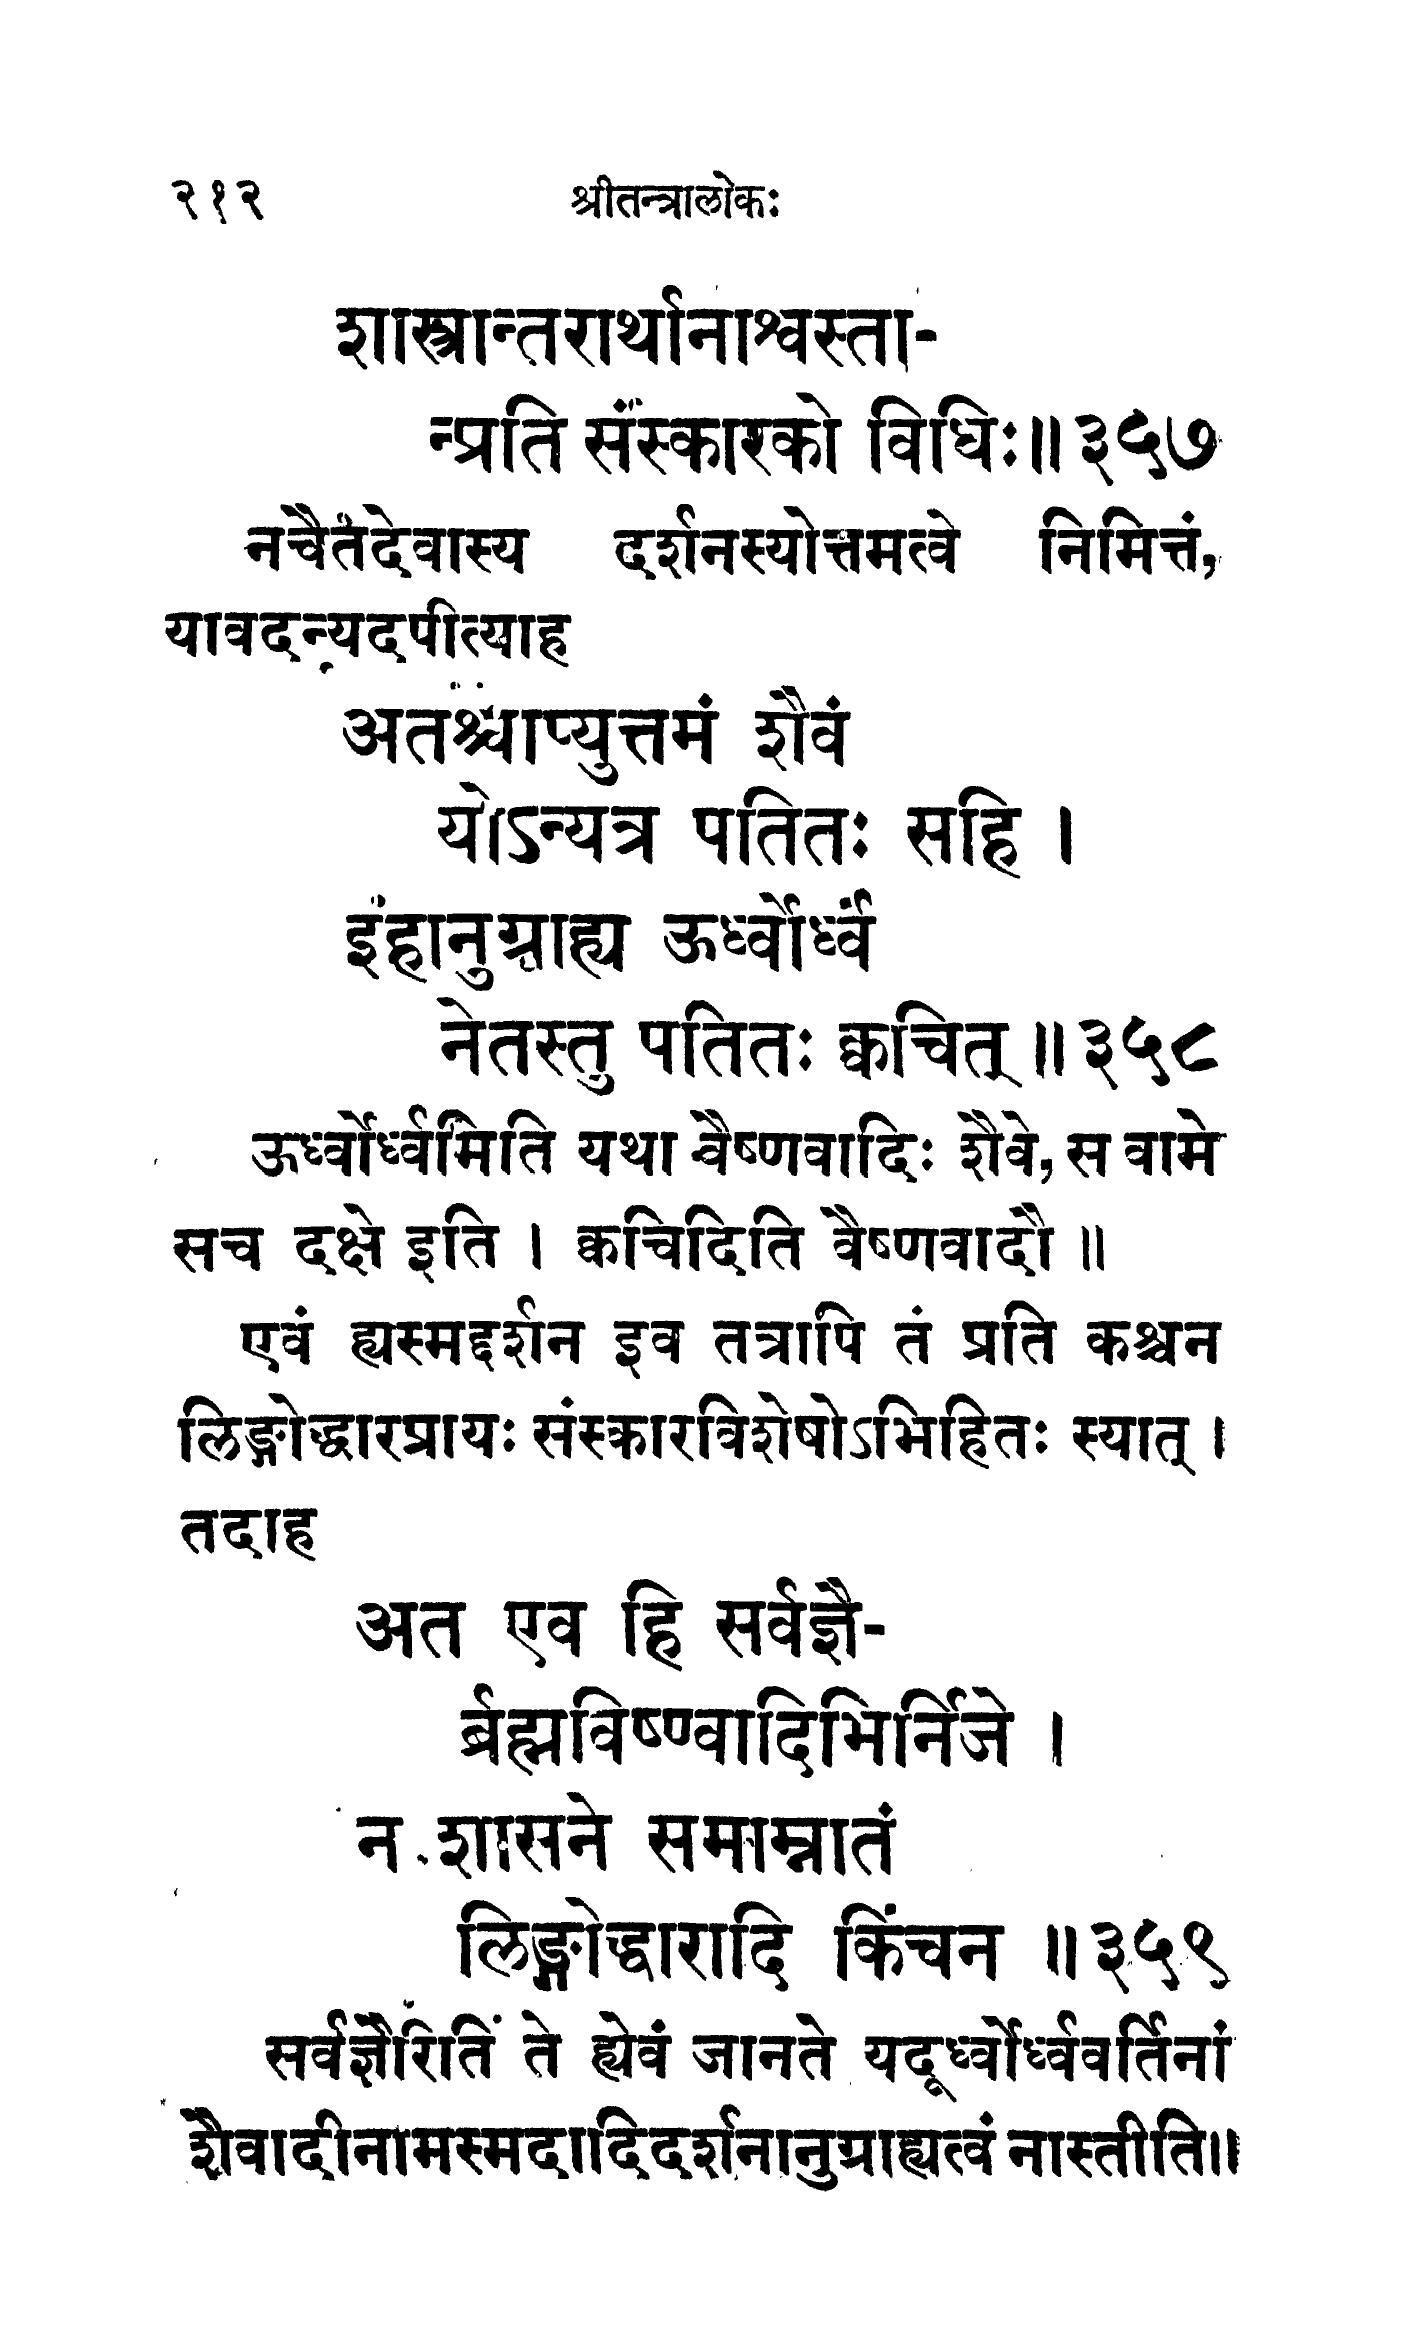 २१२ श्रीतन्त्रालोकः
शास्त्रान्तरार्थानाश्वस्ता-
न्प्रति संस्कारको विधिः॥३५७
नचैतदेवास्य दर्शनस्योत्तमत्वे निमित्तं,
यावदन्यदपीत्याह
अतश्चाप्युत्तमं शैवं
योऽन्यत्र पतितः सहि ।
इहानुग्राह्य ऊर्ध्वोर्ध्वं
नेतस्तु पतितः क्वचित् ॥३५८
ऊर्ध्वोर्ध्वमिति यथा वैष्णवादिः शैवे, स वामे
सच दक्षे इति । क्वचिदिति वैष्णवादौ ॥
एवं ह्यस्मद्दर्शन इव तत्रापि तं प्रति कश्चन
लिङ्गोद्धारप्रायः संस्कारविशेषोऽभिहितः स्यात् ।
तदाह
अत एव हि सर्वज्ञै-
र्ब्रह्मविष्ण्वादिभिर्निजे ।
न शासने समाम्नातं
लिङ्गोद्धारादि किंचन ॥३५९
सर्वज्ञैरिति ते ह्येवं जानते यदूर्ध्वोर्ध्ववर्तिनां
शैवादीनामस्मदादिदर्शनानुग्राह्यत्वं नास्तीति॥